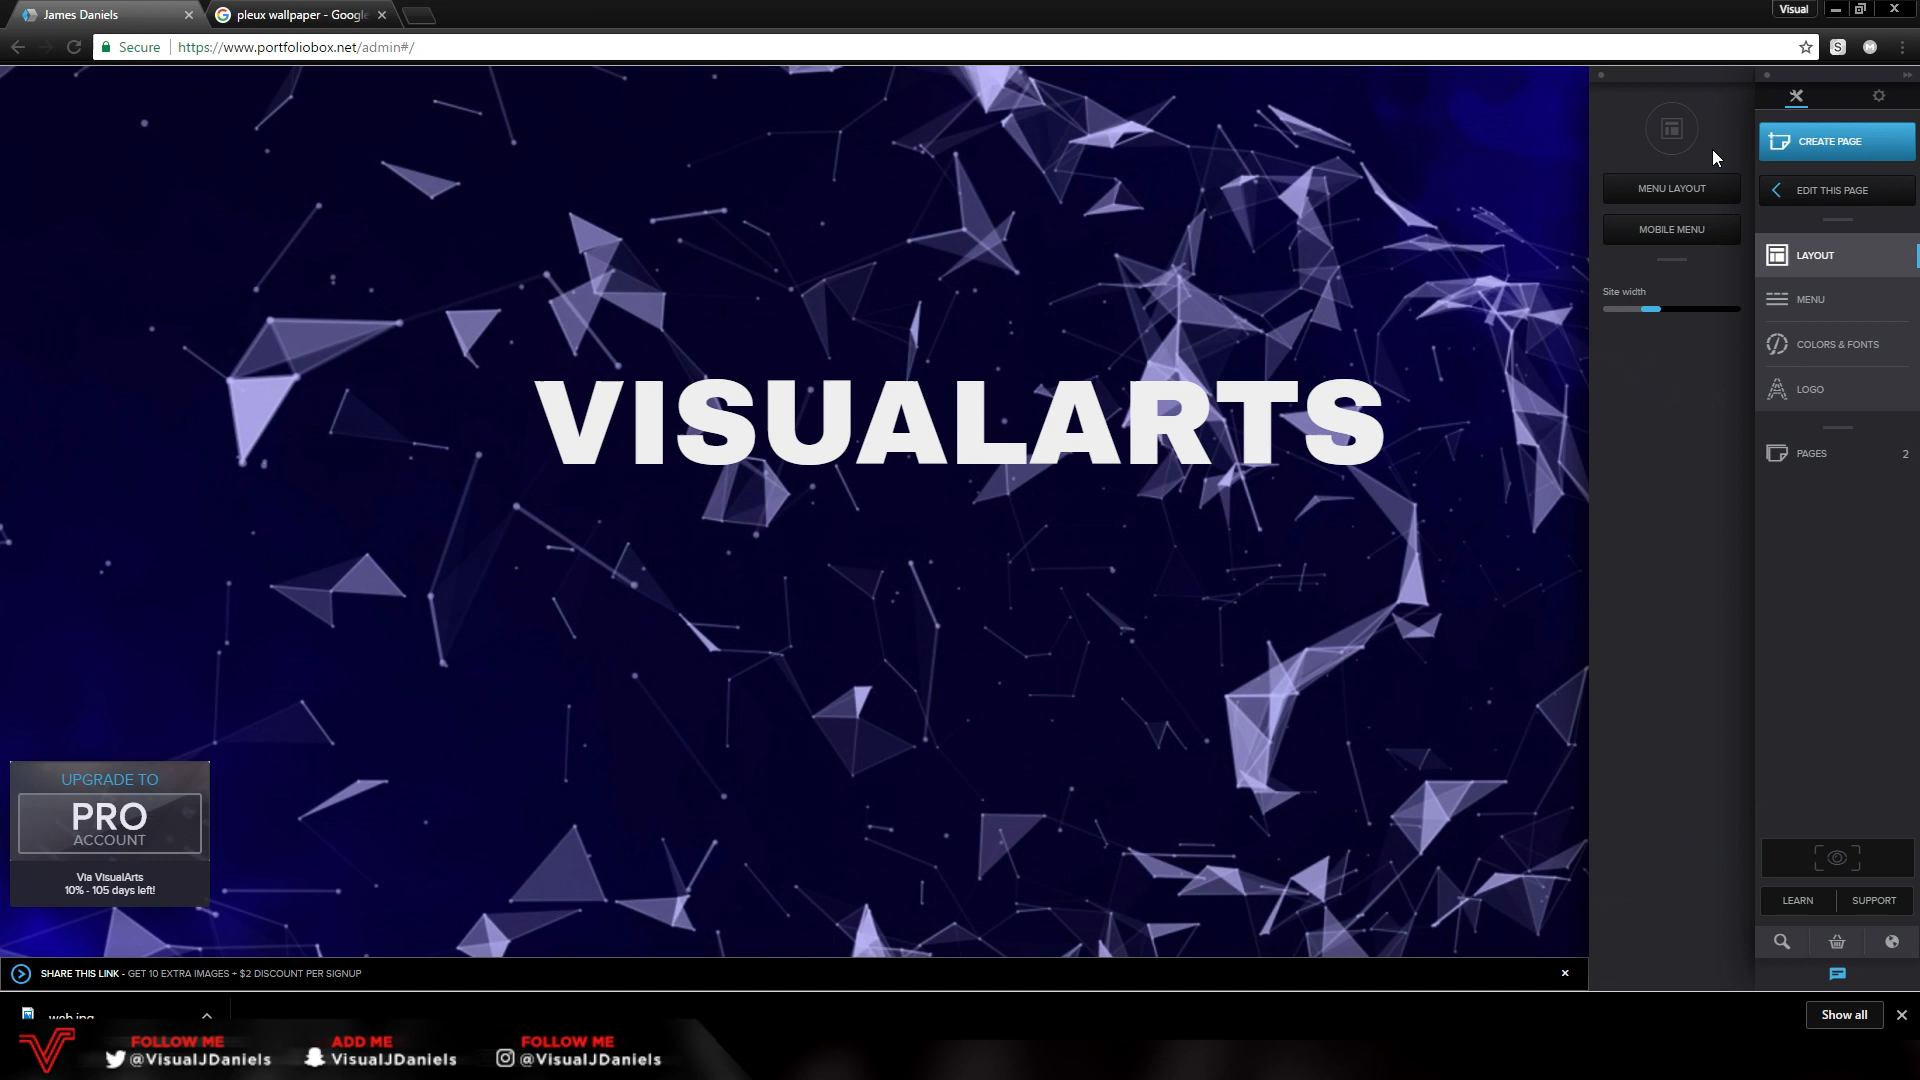 James Daniels
pleux wallpaper - Google
Visual
Secure
https://www.portfoliobox.net/admin#/
CREATE PAGE
MENU LAYOUT
EDIT THIS PAGE
MOBILE MENU
LAYOUT
Site width
MENU
COLORS & FONTS
LOGO
PAGES 2
VISUALARTS
UPGRADE TO
PRO
ACCOUNT
Via VisualArts
10% - 105 days left!
LEARN
SUPPORT
SHARE THIS LINK - GET 10 EXTRA IMAGES + $2 DISCOUNT PER SIGNUP
web.jpg
Show all
FOLLOW ME
@VisualJDaniels
ADD ME
VisualJDaniels
FOLLOW ME
@VisualJDaniels